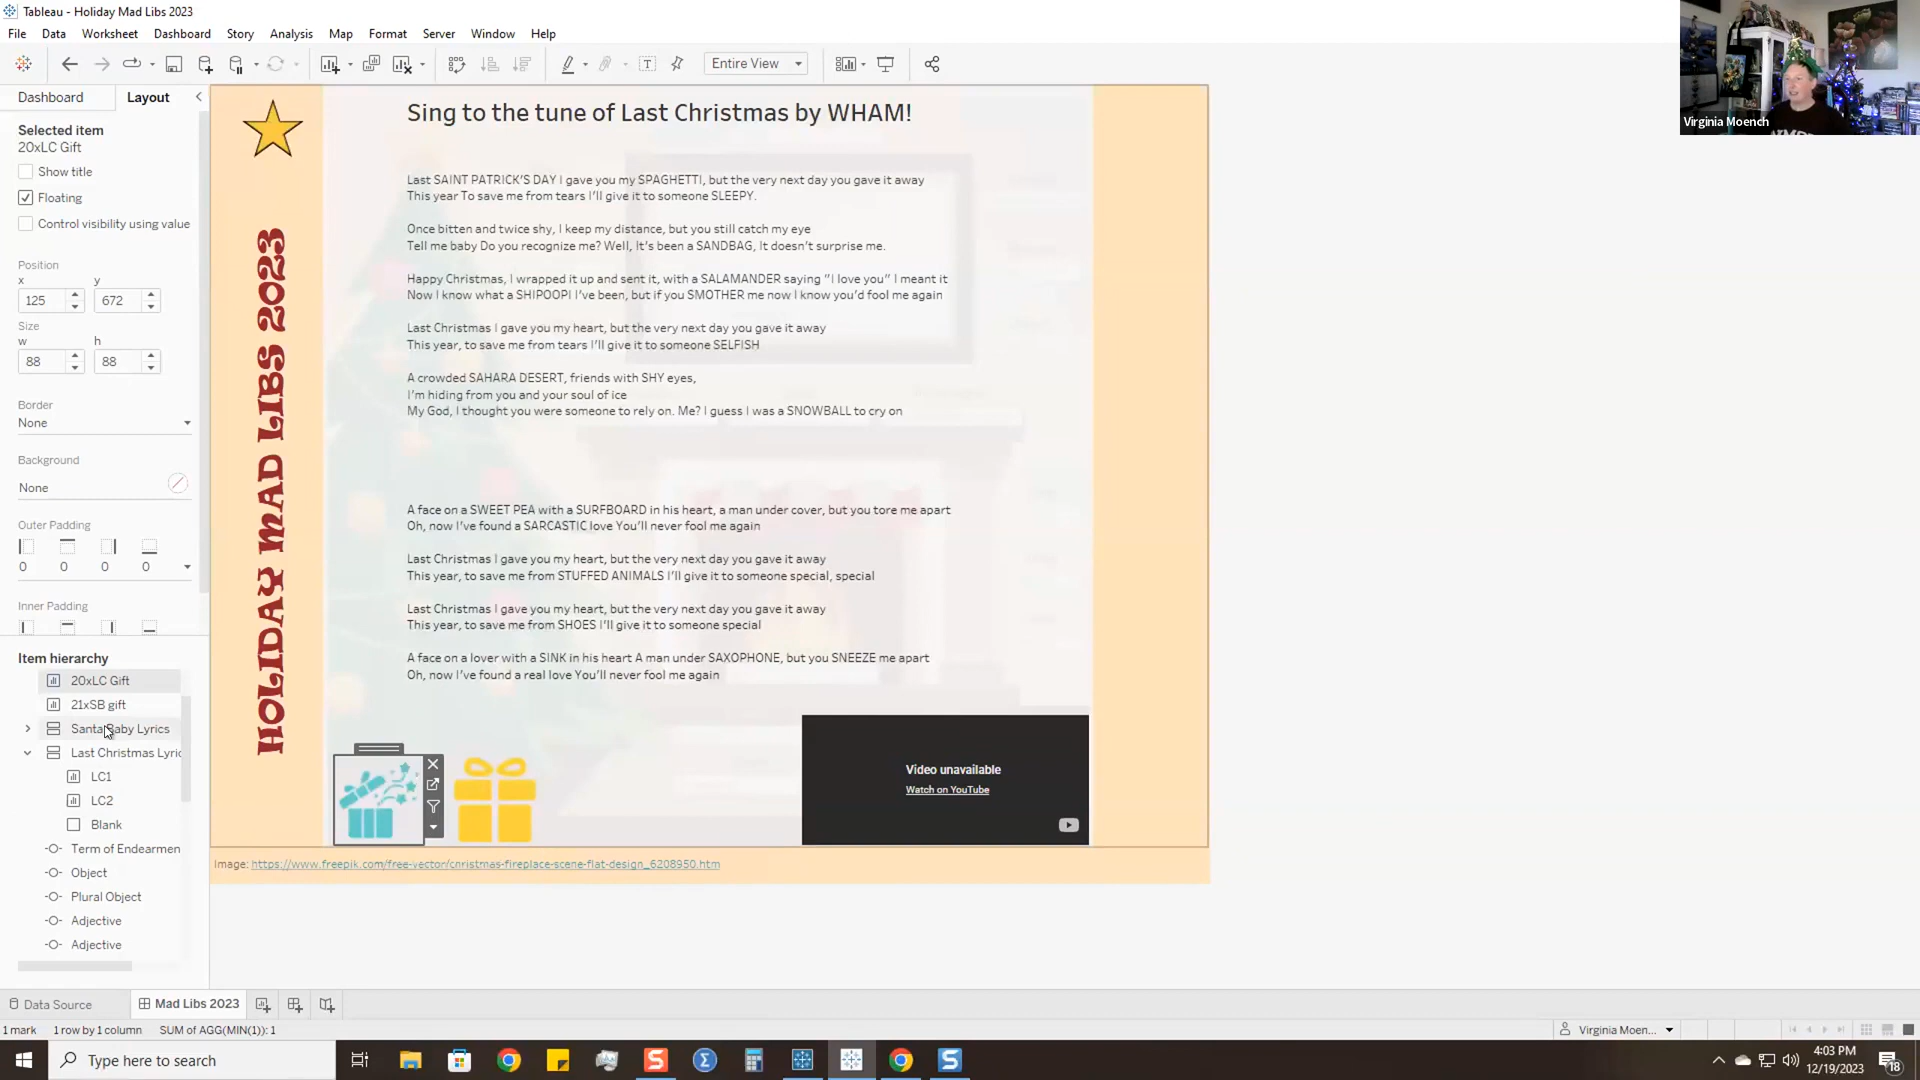 Tableau - Holiday Mad Libs 2023
File Data Worksheet Dashboard Story Analysis Map Format Server Window Help
Entire View
Dashboard Layout
Selected item
20xLC Gift
Show title
Floating
Control visibility using value
Position
x y
125 672
Size
w h
88 88
Border
None
Background
None
Outer Padding
0 0 0 0
Inner Padding
Item hierarchy
20xLC Gift
21xSB gift
Santa Baby Lyrics
Last Christmas Lyric
LC1
LC2
Blank
Term of Endearmen
Object
Plural Object
Adjective
Adjective
HOLIDAY MAD LIBS 2023
Sing to the tune of Last Christmas by WHAM!
Last SAINT PATRICK'S DAY I gave you my SPAGHETTI, but the very next day you gave it away
This year To save me from tears I'll give it to someone SLEEPY.
Once bitten and twice shy, I keep my distance, but you still catch my eye
Tell me baby Do you recognize me? Well, It's been a SANDBAG, It doesn't surprise me.
Happy Christmas, I wrapped it up and sent it, with a SALAMANDER saying "I love you" I meant it
Now I know what a SHIPOOPI I've been, but if you SMOTHER me now I know you'd fool me again
Last Christmas I gave you my heart, but the very next day you gave it away
This year, to save me from tears I'll give it to someone SELFISH
A crowded SAHARA DESERT, friends with SHY eyes,
I'm hiding from you and your soul of ice
My God, I thought you were someone to rely on. Me? I guess I was a SNOWBALL to cry on
A face on a SWEET PEA with a SURFBOARD in his heart, a man under cover, but you tore me apart
Oh, now I've found a SARCASTIC love You'll never fool me again
Last Christmas I gave you my heart, but the very next day you gave it away
This year, to save me from STUFFED ANIMALS I'll give it to someone special, special
Last Christmas I gave you my heart, but the very next day you gave it away
This year, to save me from SHOES I'll give it to someone special
A face on a lover with a SINK in his heart A man under SAXOPHONE, but you SNEEZE me apart
Oh, now I've found a real love You'll never fool me again
Video unavailable
Watch on YouTube
Image: https://www.freepik.com/free-vector/christmas-fireplace-scene-flat-design_6208950.htm
Virginia Moench
Data Source Mad Libs 2023
1 mark 1 row by 1 column SUM of AGG(MIN(1)): 1
Virginia Moen...
Type here to search
4:03 PM
12/19/2023
18